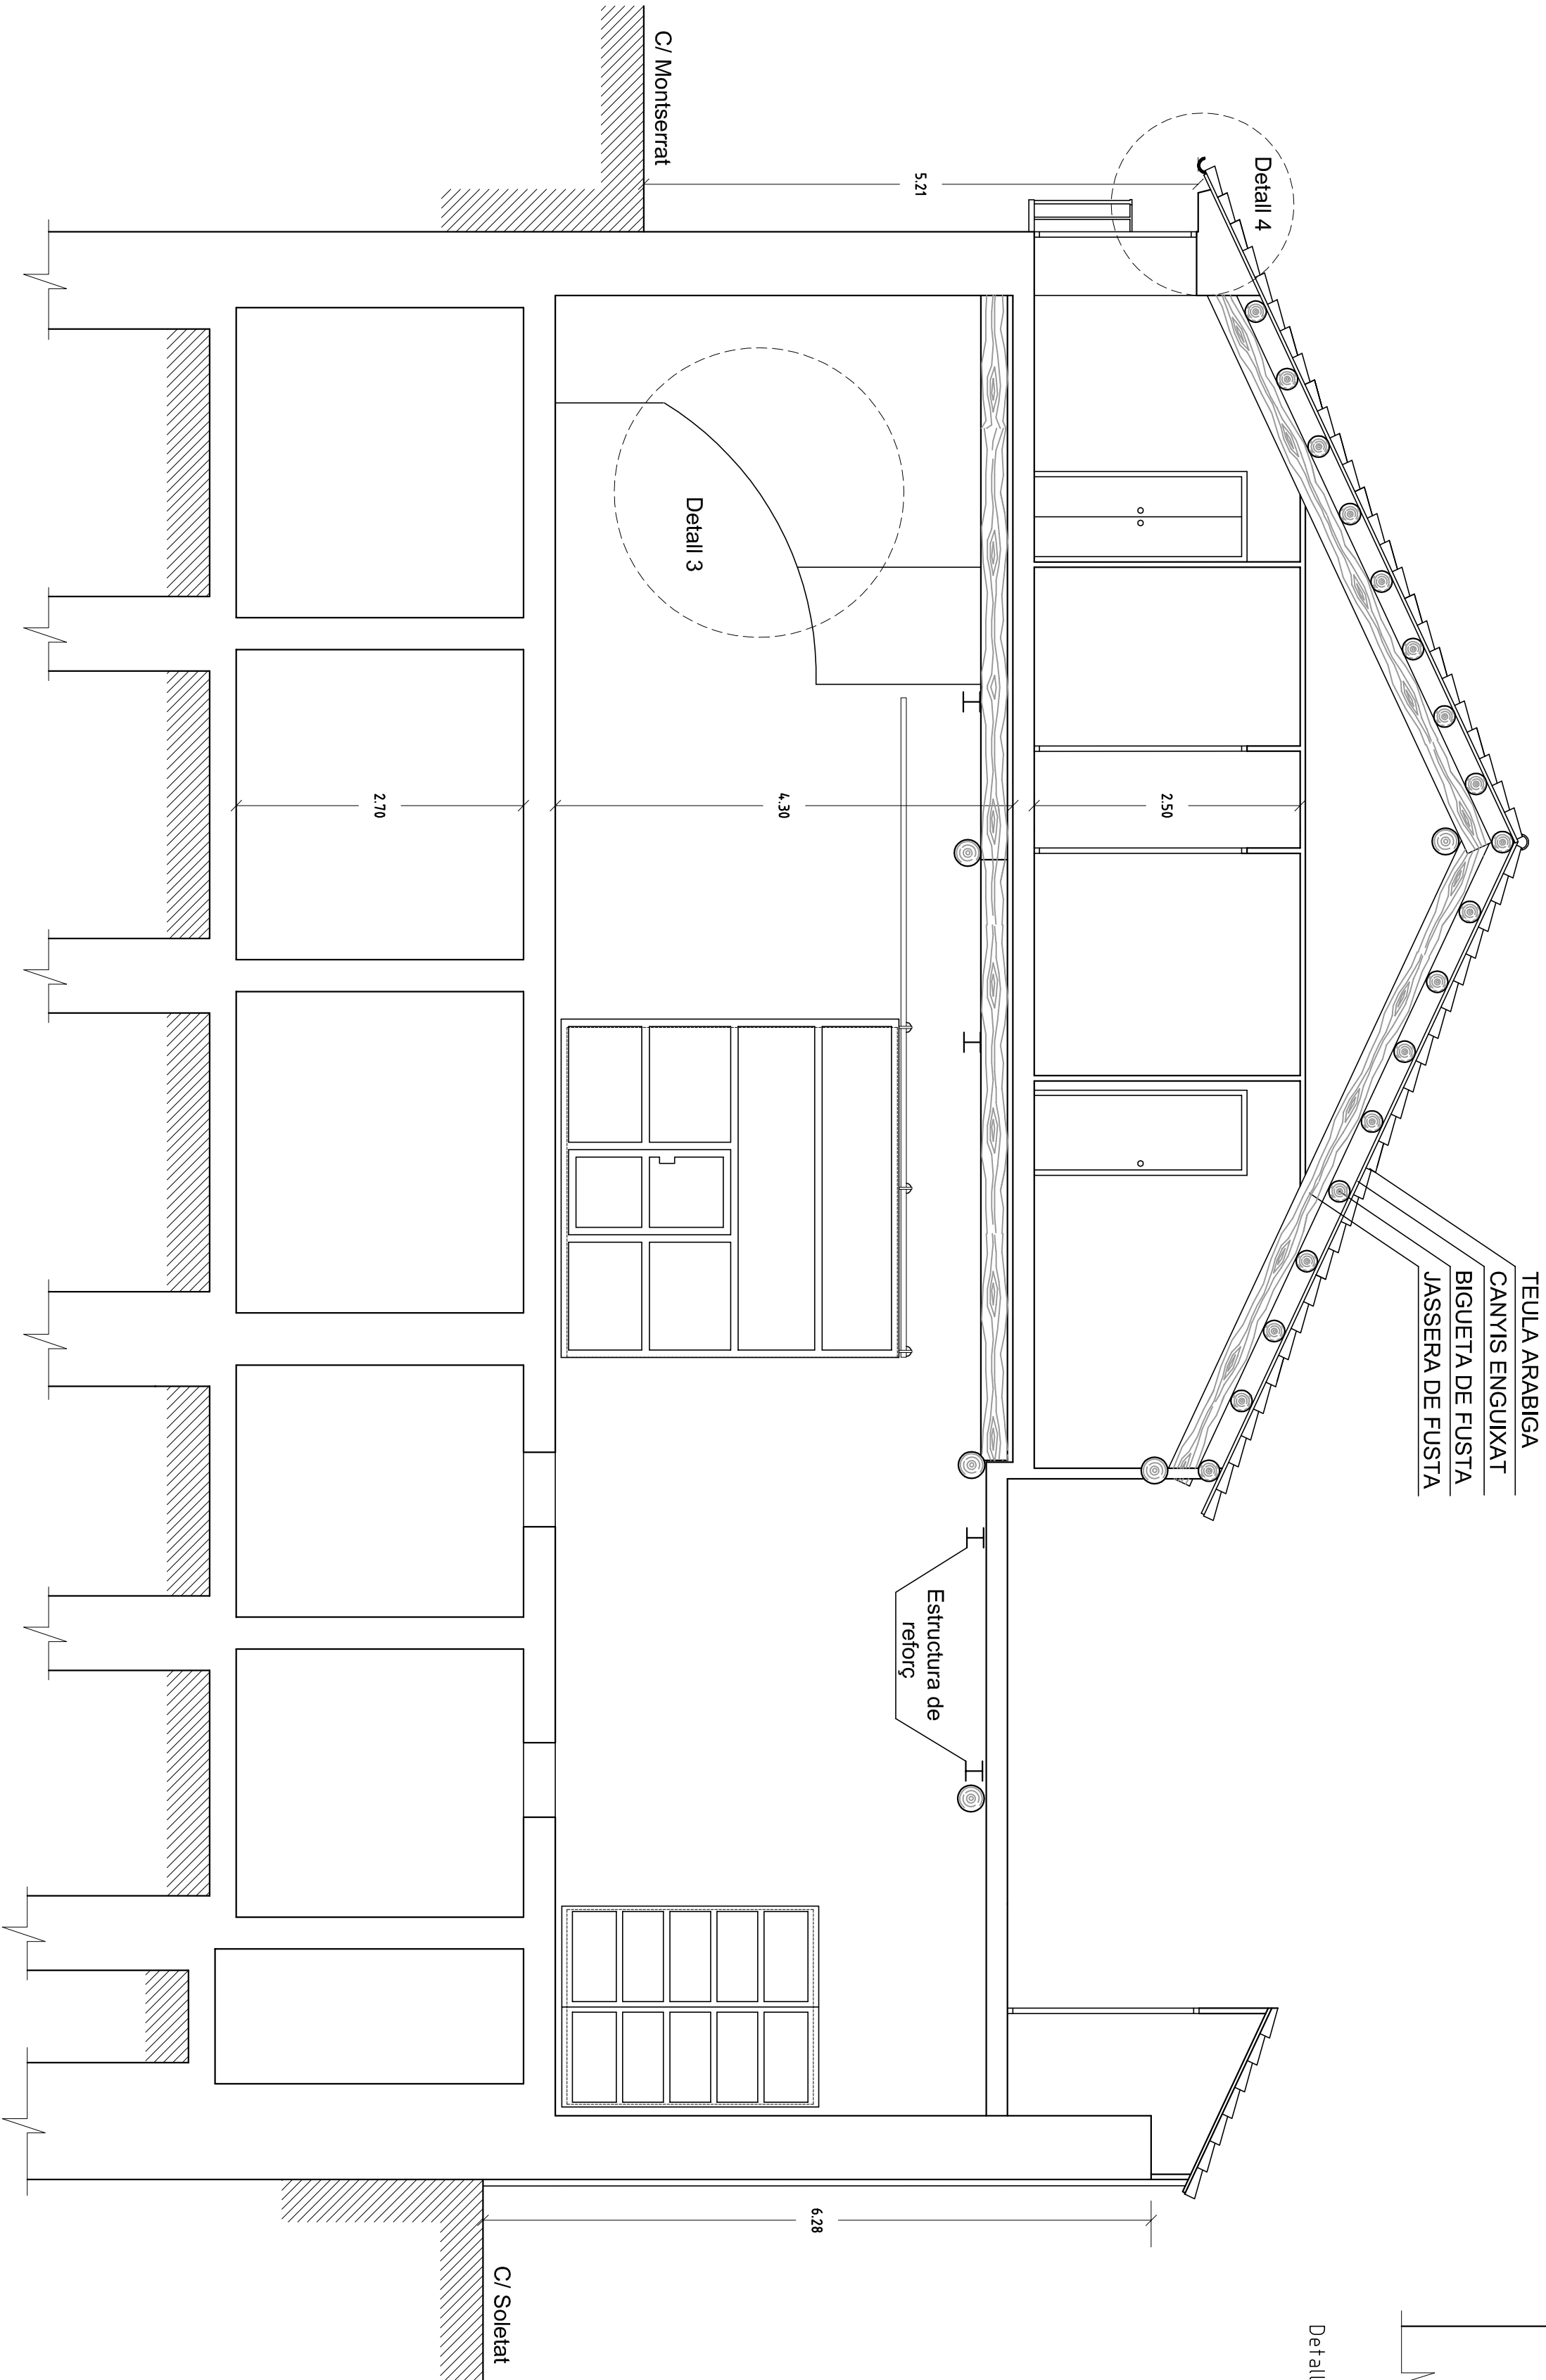 TEULA ARABIGA
CANYIS ENGUIXAT
BIGUETA DE FUSTA
JASSERA DE FUSTA
Detall 4
5.21
2.50
C/ Montserrat
Detall 3
4.30
2.70
Estructura de
reforç
6.28
C/ Soletat
Detall